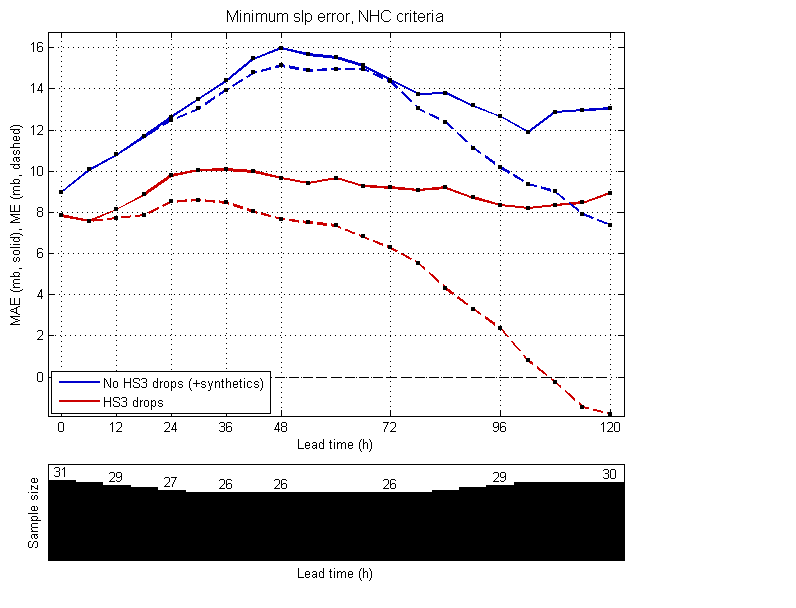 Minimum slp error, NHC criteria
MAE (mb, solid), ME (mb, dashed)
16
14
12
10
8
6
4
2
0
No HS3 drops (+synthetics)
HS3 drops
0 12 24 36 48 72 96 120
Lead time (h)
Sample size
31 29 27 26 26 26 29 30
Lead time (h)